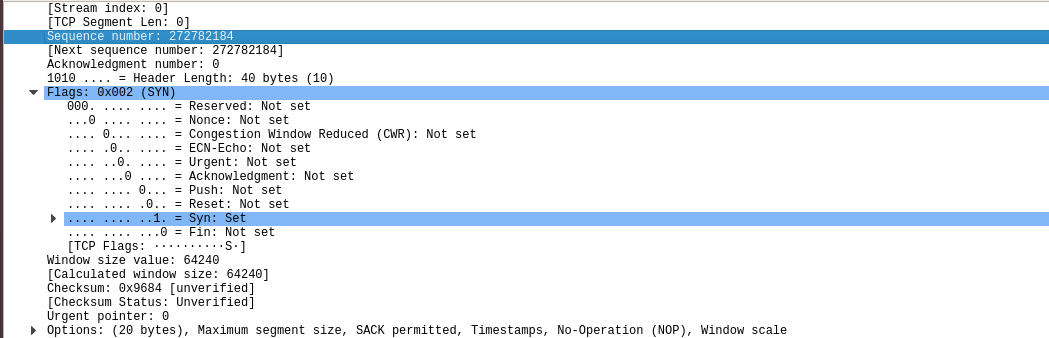 [Stream index: 0]
[TCP Segment Len: 0]
Sequence number: 272782184
[Next sequence number: 272782184]
Acknowledgment number: 0
1010 .... = Header Length: 40 bytes (10)
Flags: 0x002 (SYN)
000. .... .... = Reserved: Not set
...0 .... .... = Nonce: Not set
.... 0... .... = Congestion Window Reduced (CWR): Not set
.... .0.. .... = ECN-Echo: Not set
.... ..0. .... = Urgent: Not set
.... ...0 .... = Acknowledgment: Not set
.... .... 0... = Push: Not set
.... .... .0.. = Reset: Not set
.... .... ..1. = Syn: Set
.... .... ...0 = Fin: Not set
[TCP Flags: ··········S·]
Window size value: 64240
[Calculated window size: 64240]
Checksum: 0x9684 [unverified]
[Checksum Status: Unverified]
Urgent pointer: 0
Options: (20 bytes), Maximum segment size, SACK permitted, Timestamps, No-Operation (NOP), Window scale